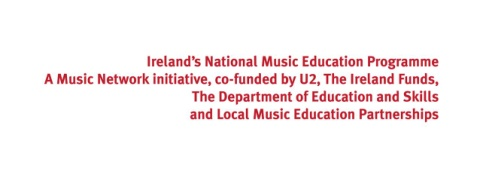 Ireland's National Music Education Programme
A Music Network initiative, co-funded by U2, The Ireland Funds,
The Department of Education and Skills
and Local Music Education Partnerships